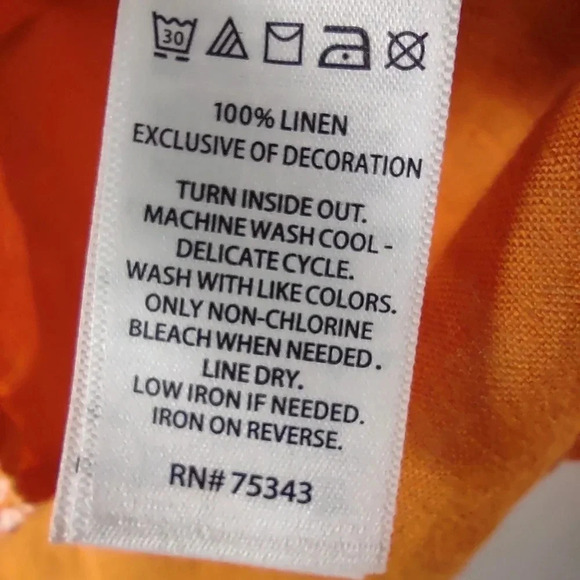 30
100% LINEN
EXCLUSIVE OF DECORATION
TURN INSIDE OUT.
MACHINE WASH COOL -
DELICATE CYCLE.
WASH WITH LIKE COLORS.
ONLY NON-CHLORINE
BLEACH WHEN NEEDED.
LINE DRY.
LOW IRON IF NEEDED.
IRON ON REVERSE.
RN# 75343